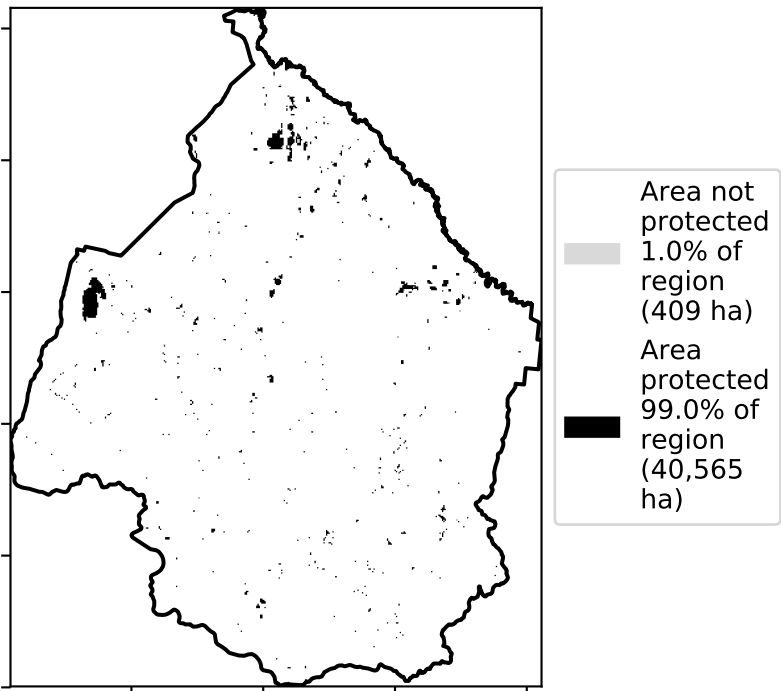 Area not
protected
1.0% of
region
(409 ha)
Area
protected
99.0% of
region
(40,565
ha)